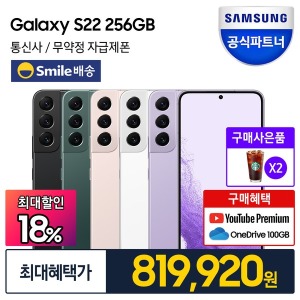 Galaxy S22 256GB
통신사 / 무약정 자급제폰
Smile배송
SAMSUNG
공식파트너
구매사은품
X2
구매혜택
YouTube Premium
OneDrive 100GB
최대할인
18%
최대혜택가
819,920원